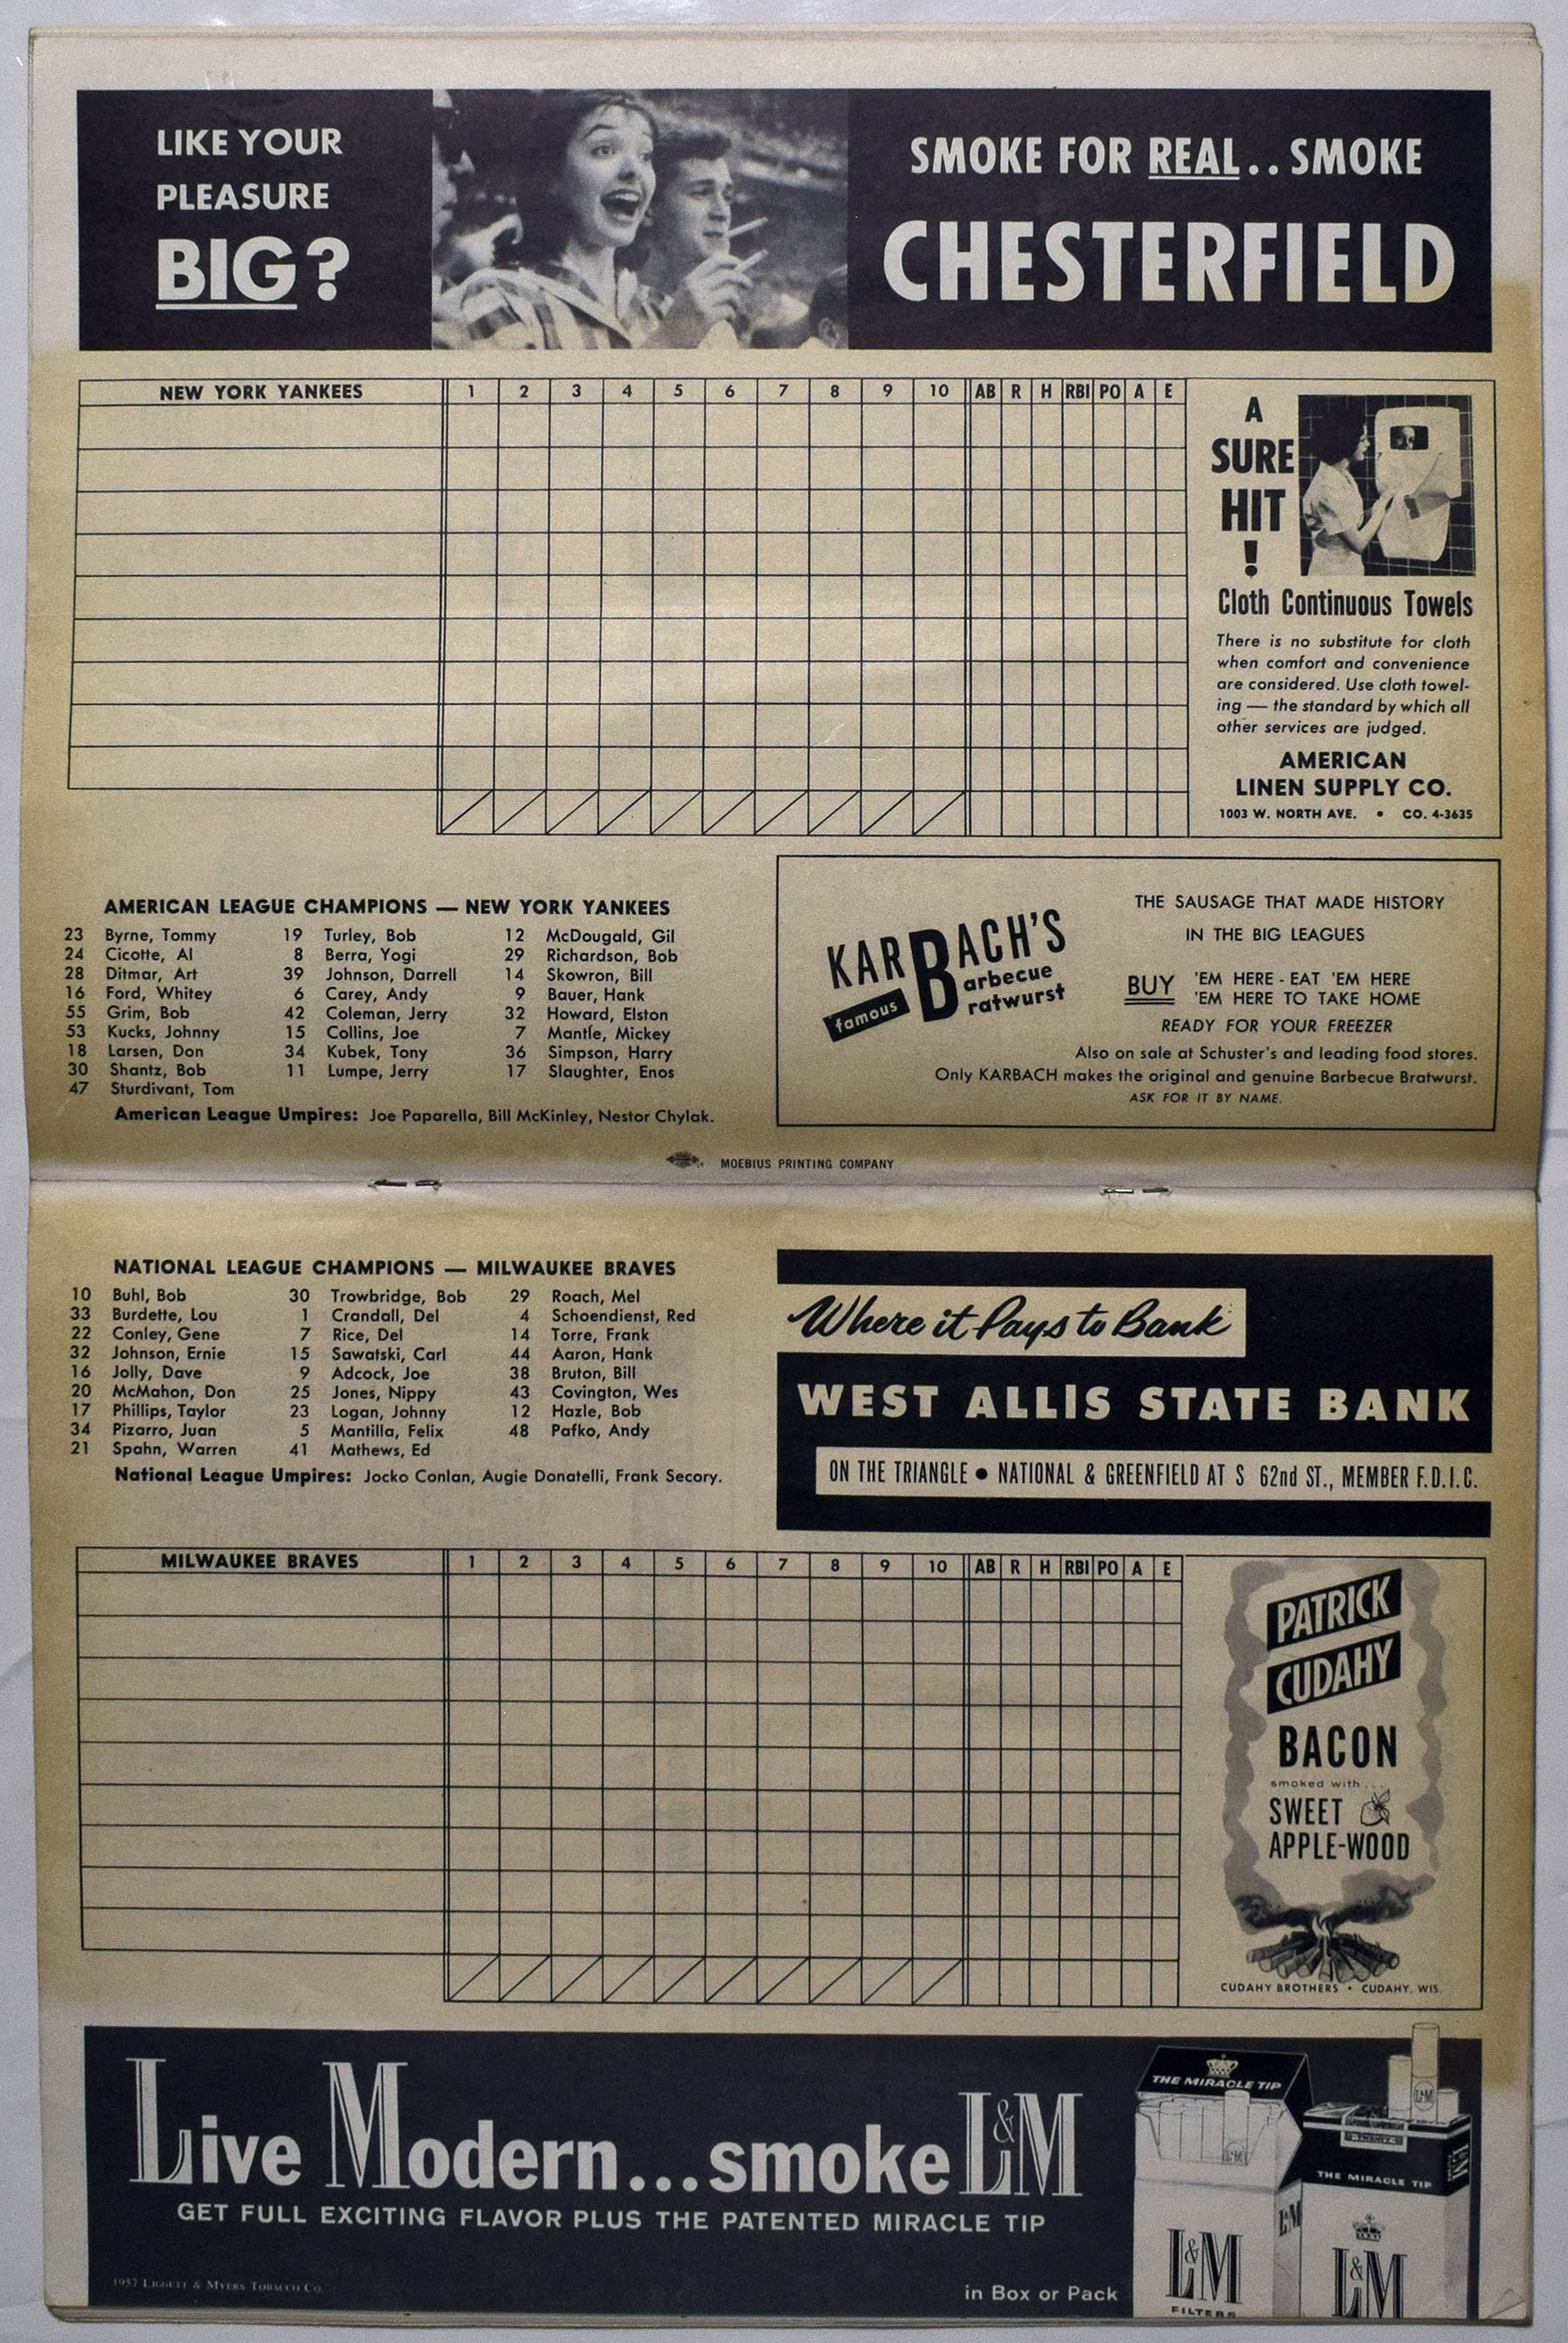 LIKE YOUR
PLEASURE
BIG?
SMOKE FOR REAL.. SMOKE
CHESTERFIELD
NEW YORK YANKEES 1 2 3 4 5 6 7 8 9 10 AB R H RBI PO A E
A
SURE
HIT
!
Cloth Continuous Towels
There is no substitute for cloth
when comfort and convenience
are considered. Use cloth towel-
ing — the standard by which all
other services are judged.
AMERICAN
LINEN SUPPLY CO.
1003 W. NORTH AVE. • CO. 4-3635
AMERICAN LEAGUE CHAMPIONS — NEW YORK YANKEES
23 Byrne, Tommy 19 Turley, Bob 12 McDougald, Gil
24 Cicotte, Al 8 Berra, Yogi 29 Richardson, Bob
28 Ditmar, Art 39 Johnson, Darrell 14 Skowron, Bill
16 Ford, Whitey 6 Carey, Andy 9 Bauer, Hank
55 Grim, Bob 42 Coleman, Jerry 32 Howard, Elston
53 Kucks, Johnny 15 Collins, Joe 7 Mantle, Mickey
18 Larsen, Don 34 Kubek, Tony 36 Simpson, Harry
30 Shantz, Bob 11 Lumpe, Jerry 17 Slaughter, Enos
47 Sturdivant, Tom
American League Umpires: Joe Paparella, Bill McKinley, Nestor Chylak.
KARBACH'S
famous Barbecue
Bratwurst
THE SAUSAGE THAT MADE HISTORY
IN THE BIG LEAGUES
BUY 'EM HERE - EAT 'EM HERE
'EM HERE TO TAKE HOME
READY FOR YOUR FREEZER
Also on sale at Schuster's and leading food stores.
Only KARBACH makes the original and genuine Barbecue Bratwurst.
ASK FOR IT BY NAME.
MOEBIUS PRINTING COMPANY
NATIONAL LEAGUE CHAMPIONS — MILWAUKEE BRAVES
10 Buhl, Bob 30 Trowbridge, Bob 29 Roach, Mel
33 Burdette, Lou 1 Crandall, Del 4 Schoendienst, Red
22 Conley, Gene 7 Rice, Del 14 Torre, Frank
32 Johnson, Ernie 15 Sawatski, Carl 44 Aaron, Hank
16 Jolly, Dave 9 Adcock, Joe 38 Bruton, Bill
20 McMahon, Don 25 Jones, Nippy 43 Covington, Wes
17 Phillips, Taylor 23 Logan, Johnny 12 Hazle, Bob
34 Pizarro, Juan 5 Mantilla, Felix 48 Pafko, Andy
21 Spahn, Warren 41 Mathews, Ed
National League Umpires: Jocko Conlan, Augie Donatelli, Frank Secory.
Where it Pays to Bank
WEST ALLIS STATE BANK
ON THE TRIANGLE • NATIONAL & GREENFIELD AT S 62nd ST., MEMBER F.D.I.C.
MILWAUKEE BRAVES 1 2 3 4 5 6 7 8 9 10 AB R H RBI PO A E
PATRICK
CUDAHY
BACON
smoked with...
SWEET
APPLE-WOOD
CUDAHY BROTHERS • CUDAHY, WIS.
Live Modern...smoke L&M
GET FULL EXCITING FLAVOR PLUS THE PATENTED MIRACLE TIP
1957 LIGGETT & MYERS TOBACCO CO.
in Box or Pack
THE MIRACLE TIP
L&M
L&M
FILTERS
L&M
L&M
TWENTY
THE MIRACLE TIP
L&M
L&M